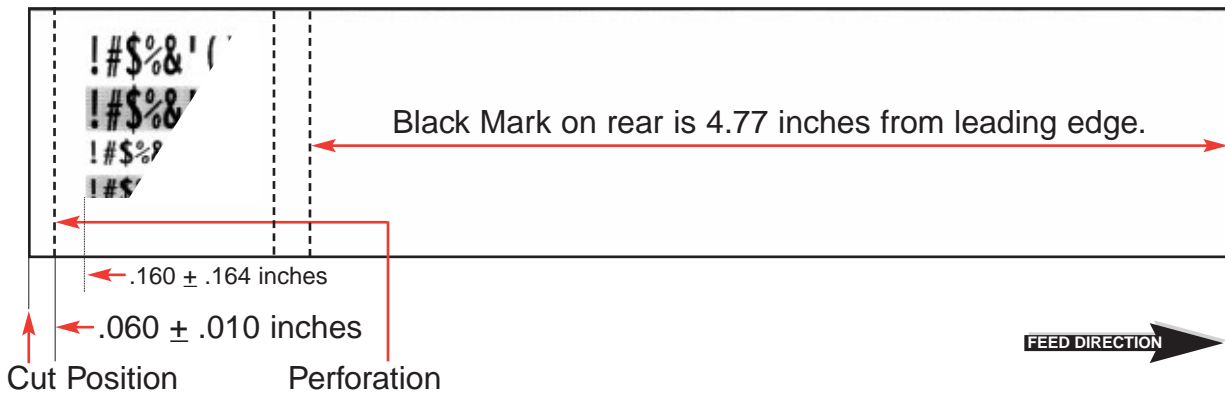 !#$%&'(
!#$%&'
!#$%&
!#$%
Black Mark on rear is 4.77 inches from leading edge.
.160 ± .164 inches
.060 ± .010 inches
FEED DIRECTION
Cut Position
Perforation